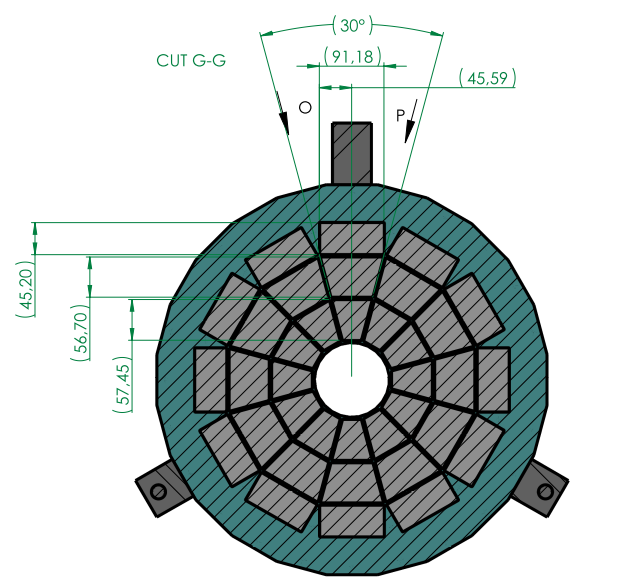 (30°)
(91,18)
CUT G-G
(45,59)
O
P
(45,20)
(56,70)
(57,45)